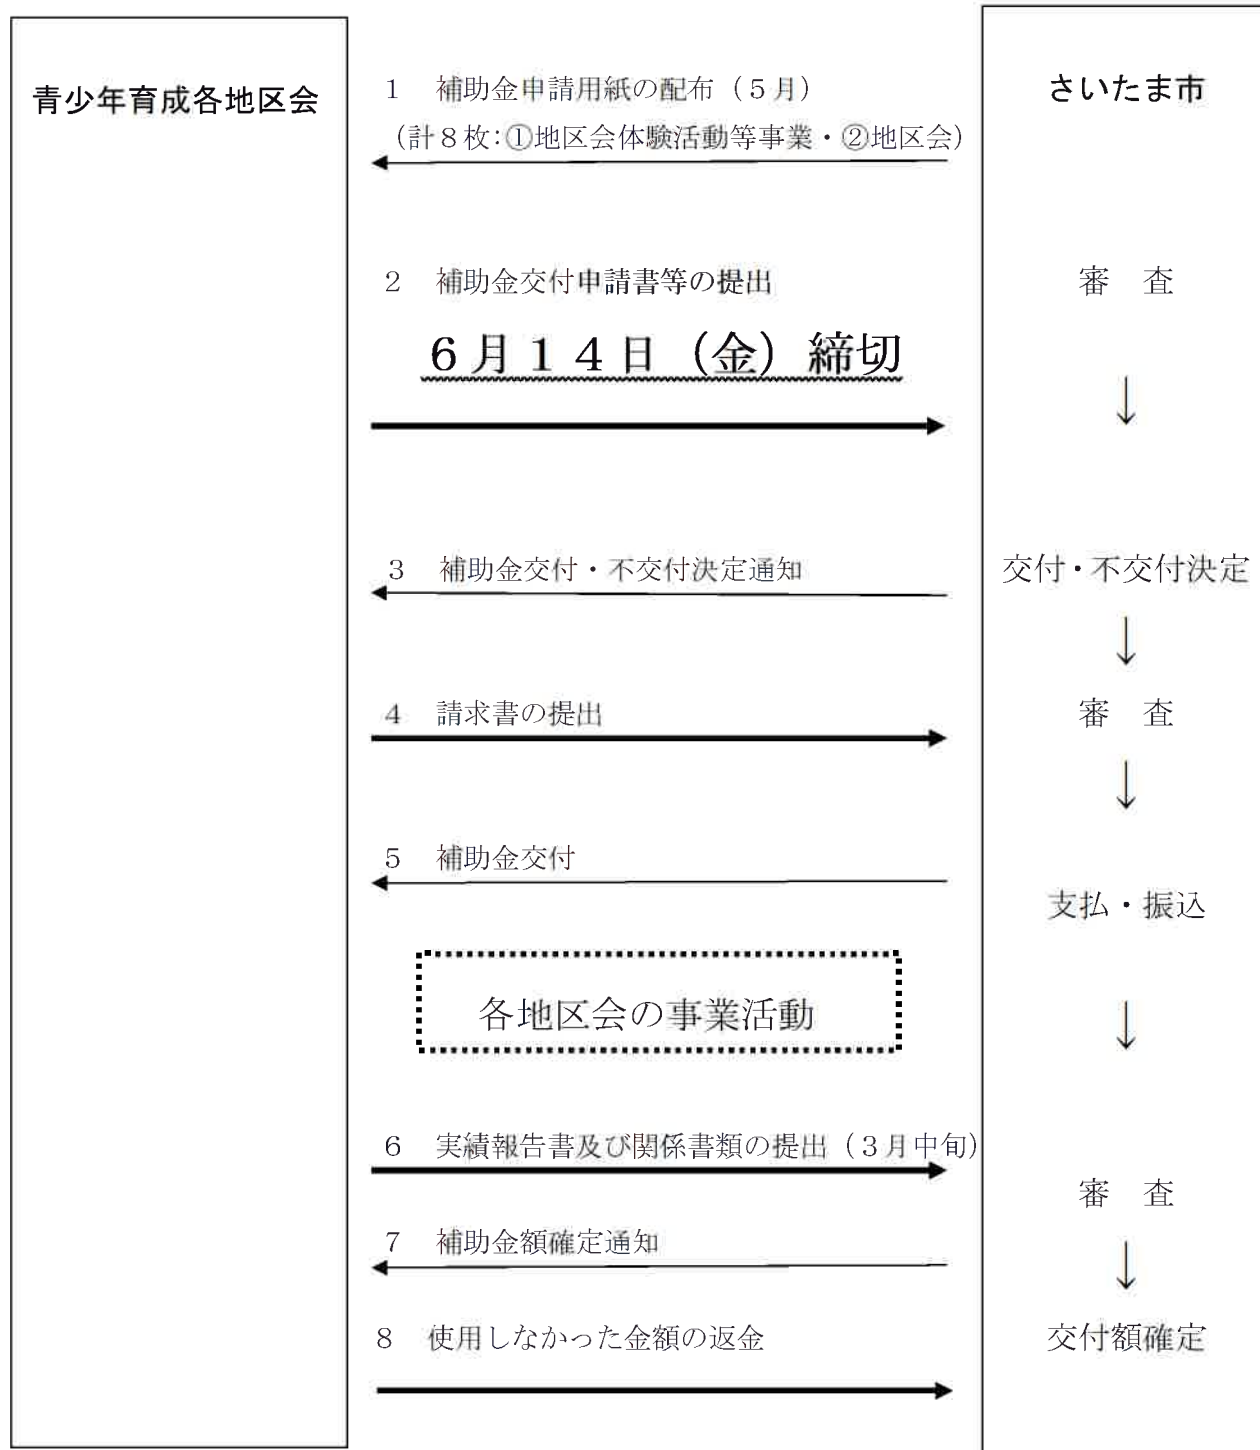 青少年育成各地区会
さいたま市
1 補助金申請用紙の配布（５月）
（計８枚：①地区会体験活動等事業・②地区会）
2 補助金交付申請書等の提出
審 査
６月１４日（金）締切
↓
3 補助金交付・不交付決定通知
交付・不交付決定
↓
4 請求書の提出
審 査
↓
5 補助金交付
支払・振込
各地区会の事業活動
↓
6 実績報告書及び関係書類の提出（３月中旬）
審 査
7 補助金額確定通知
↓
8 使用しなかった金額の返金
交付額確定